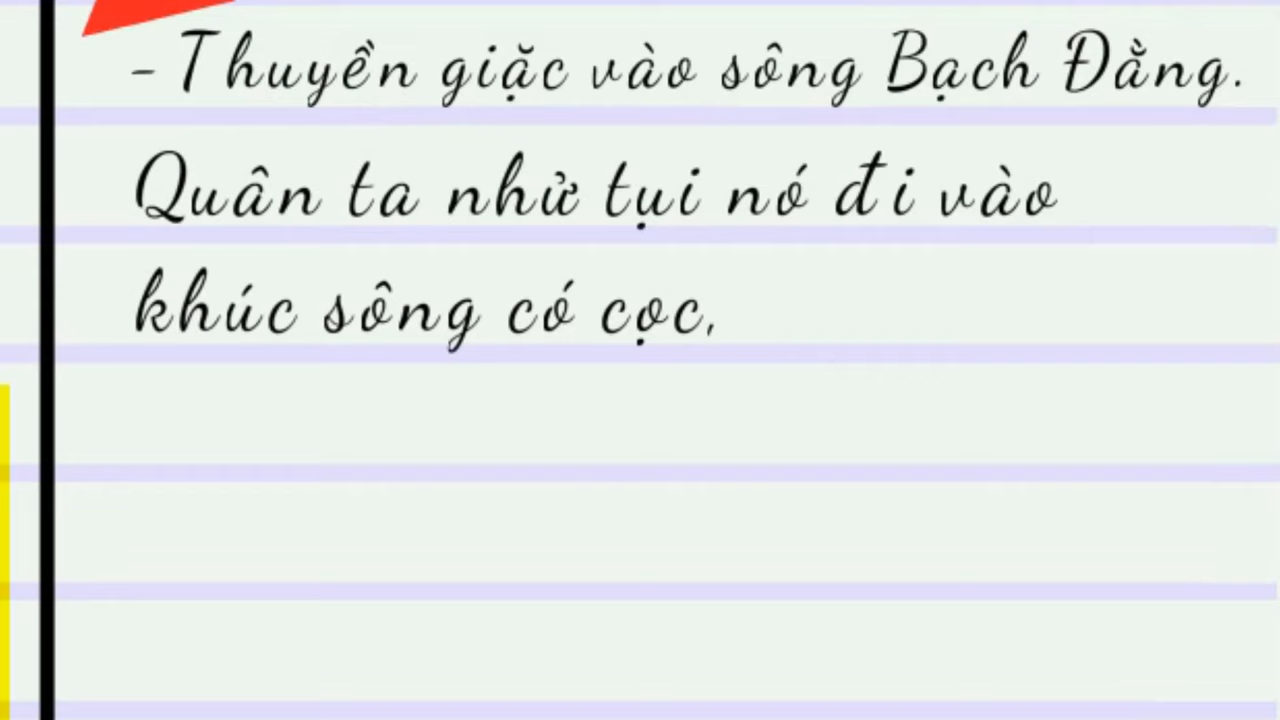 - Thuyền giặc vào sông Bạch Đằng.
Quân ta nhử tụi nó đi vào
khúc sông có cọc,